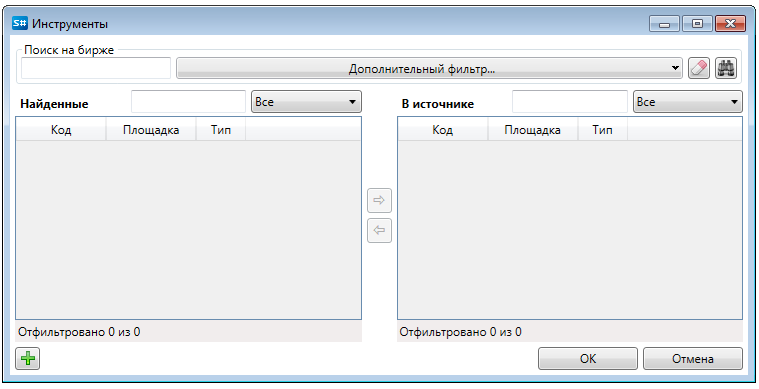 S# Инструменты
Поиск на бирже
Дополнительный фильтр...
Найденные Все
Код Площадка Тип
Отфильтровано 0 из 0
В источнике Все
Код Площадка Тип
Отфильтровано 0 из 0
OK Отмена